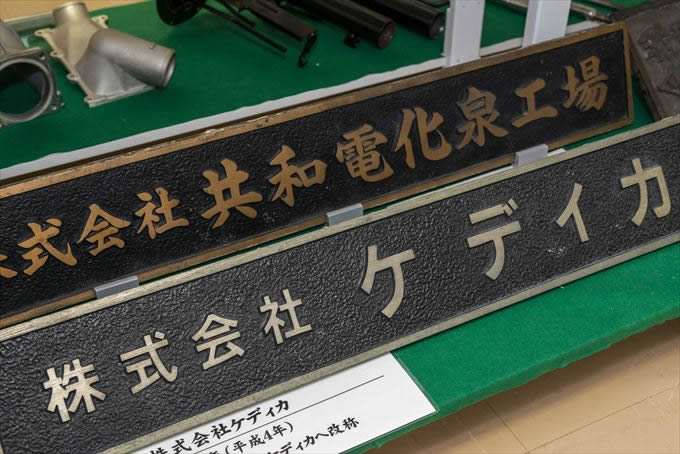 株式会社 共和電化泉工場
株式会社 ケディカ
株式会社ケディカ
(平成4年)
ケディカへ改称